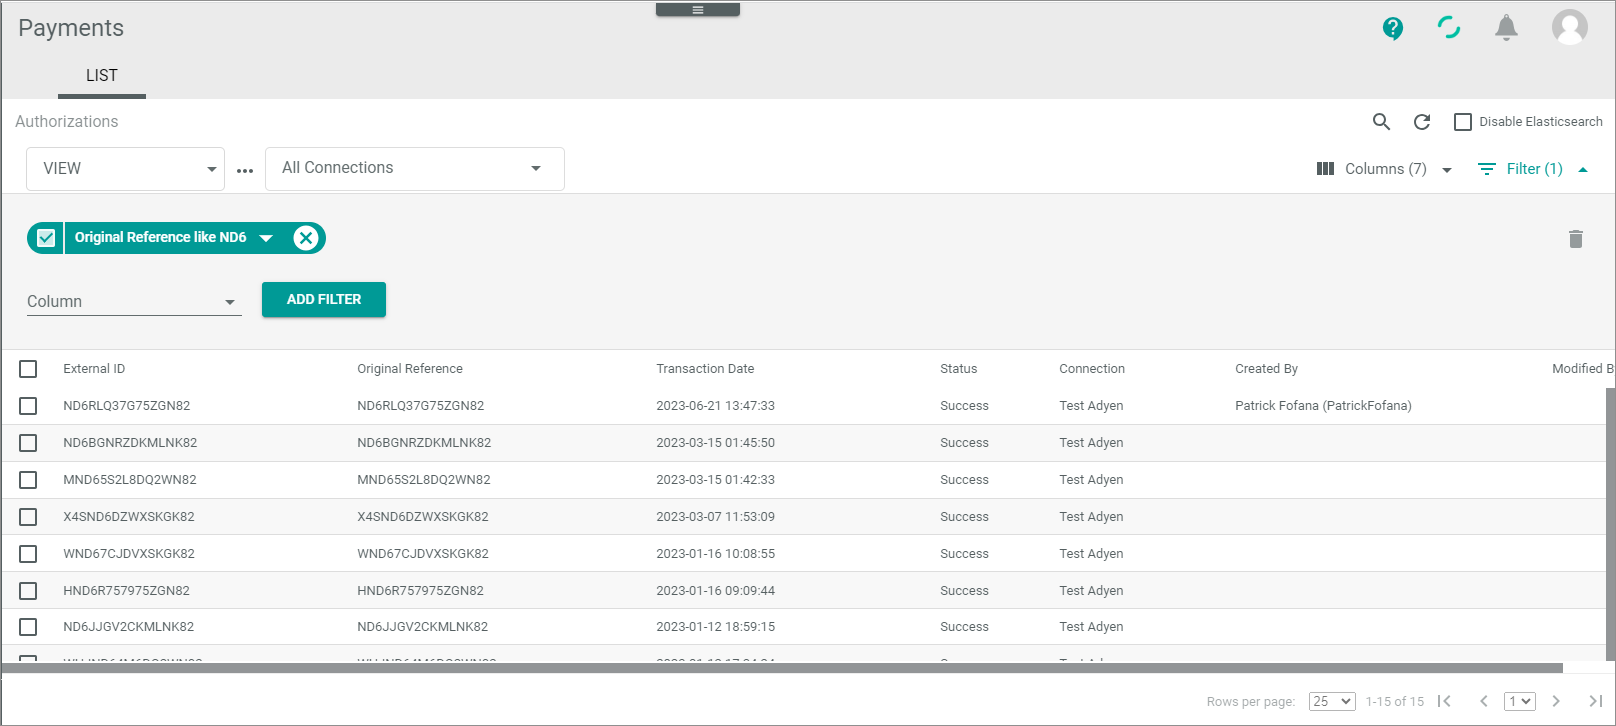 Payments
LIST
Authorizations
Disable Elasticsearch
VIEW
All Connections
Columns (7)
Filter (1)
Original Reference like ND6
Column
ADD FILTER
External ID Original Reference Transaction Date Status Connection Created By Modified B
ND6RLQ37G75ZGN82 ND6RLQ37G75ZGN82 2023-06-21 13:47:33 Success Test Adyen Patrick Fofana (PatrickFofana)
ND6BGNRZDKMLNK82 ND6BGNRZDKMLNK82 2023-03-15 01:45:50 Success Test Adyen
MND65S2L8DQ2WN82 MND65S2L8DQ2WN82 2023-03-15 01:42:33 Success Test Adyen
X4SND6DZWXSKGK82 X4SND6DZWXSKGK82 2023-03-07 11:53:09 Success Test Adyen
WND67CJDVXSKGK82 WND67CJDVXSKGK82 2023-01-16 10:08:55 Success Test Adyen
HND6R757975ZGN82 HND6R757975ZGN82 2023-01-16 09:09:44 Success Test Adyen
ND6JJGV2CKMLNK82 ND6JJGV2CKMLNK82 2023-01-12 18:59:15 Success Test Adyen
Rows per page: 25 1-15 of 15 1